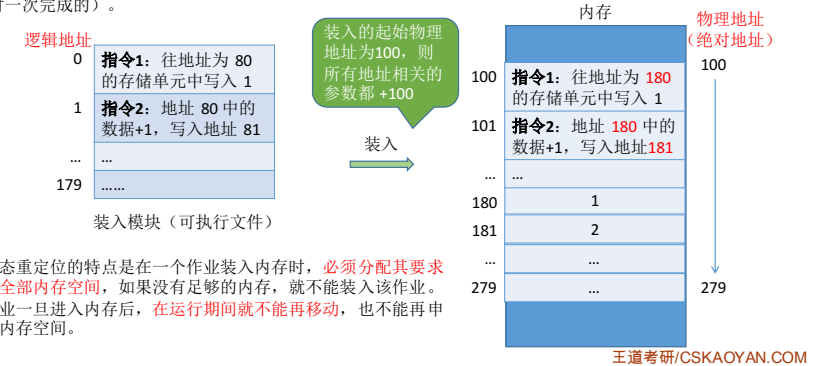 时一次完成的）。
逻辑地址
0
指令1：往地址为 80
的存储单元中写入 1
1
指令2：地址 80 中的
数据+1，写入地址 81
...
...
179
......
装入模块（可执行文件）
装入的起始物理
地址为100，则
所有地址相关的
参数都 +100
装入
内存
物理地址
（绝对地址）
100
指令1：往地址为 180
的存储单元中写入 1
101
指令2：地址 180 中的
数据+1，写入地址181
...
...
180
1
181
2
...
...
279
...
100
279
态重定位的特点是在一个作业装入内存时，必须分配其要求
全部内存空间，如果没有足够的内存，就不能装入该作业。
业一旦进入内存后，在运行期间就不能再移动，也不能再申
内存空间。
王道考研/CSKAOYAN.COM